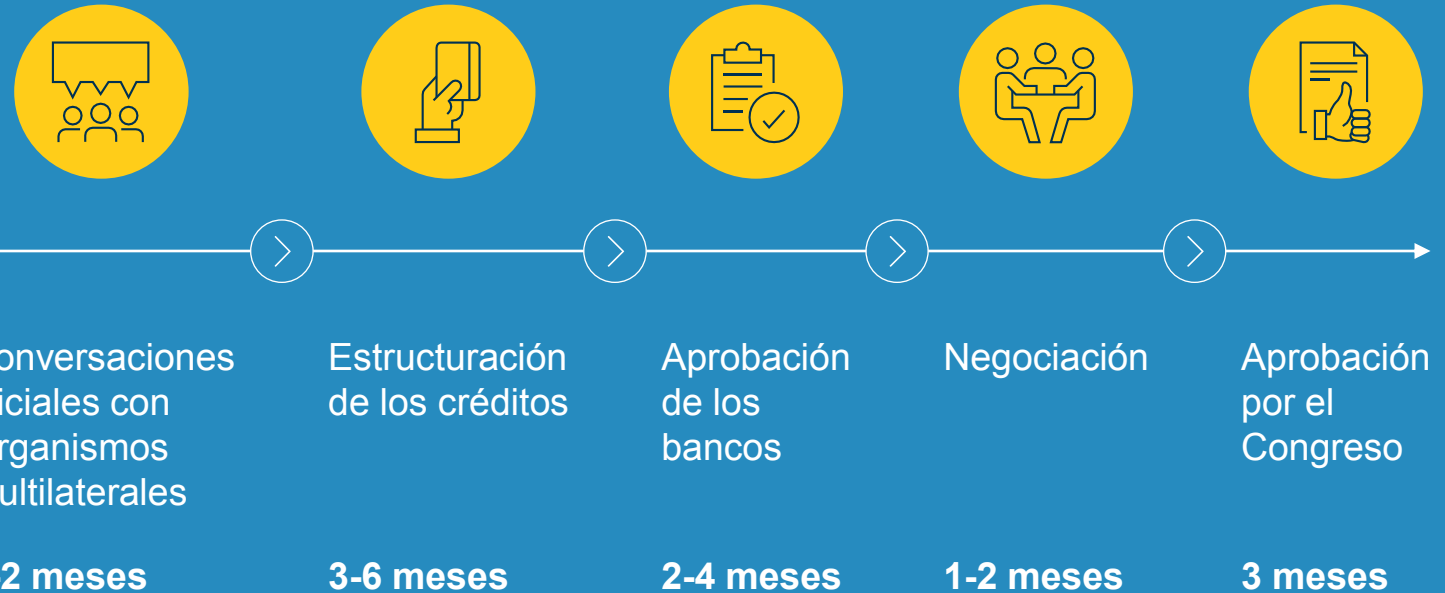 onversaciones
iciales con
rganismos
ultilaterales
-2 meses
Estructuración
de los créditos
3-6 meses
Aprobación
de los
bancos
2-4 meses
Negociación
1-2 meses
Aprobación
por el
Congreso
3 meses